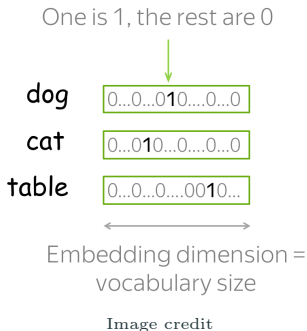 One is 1, the rest are 0
dog 0...0...010....0...0
cat 0...010...0....0...0
table 0...0...0....0010...
Embedding dimension =
vocabulary size
Image credit